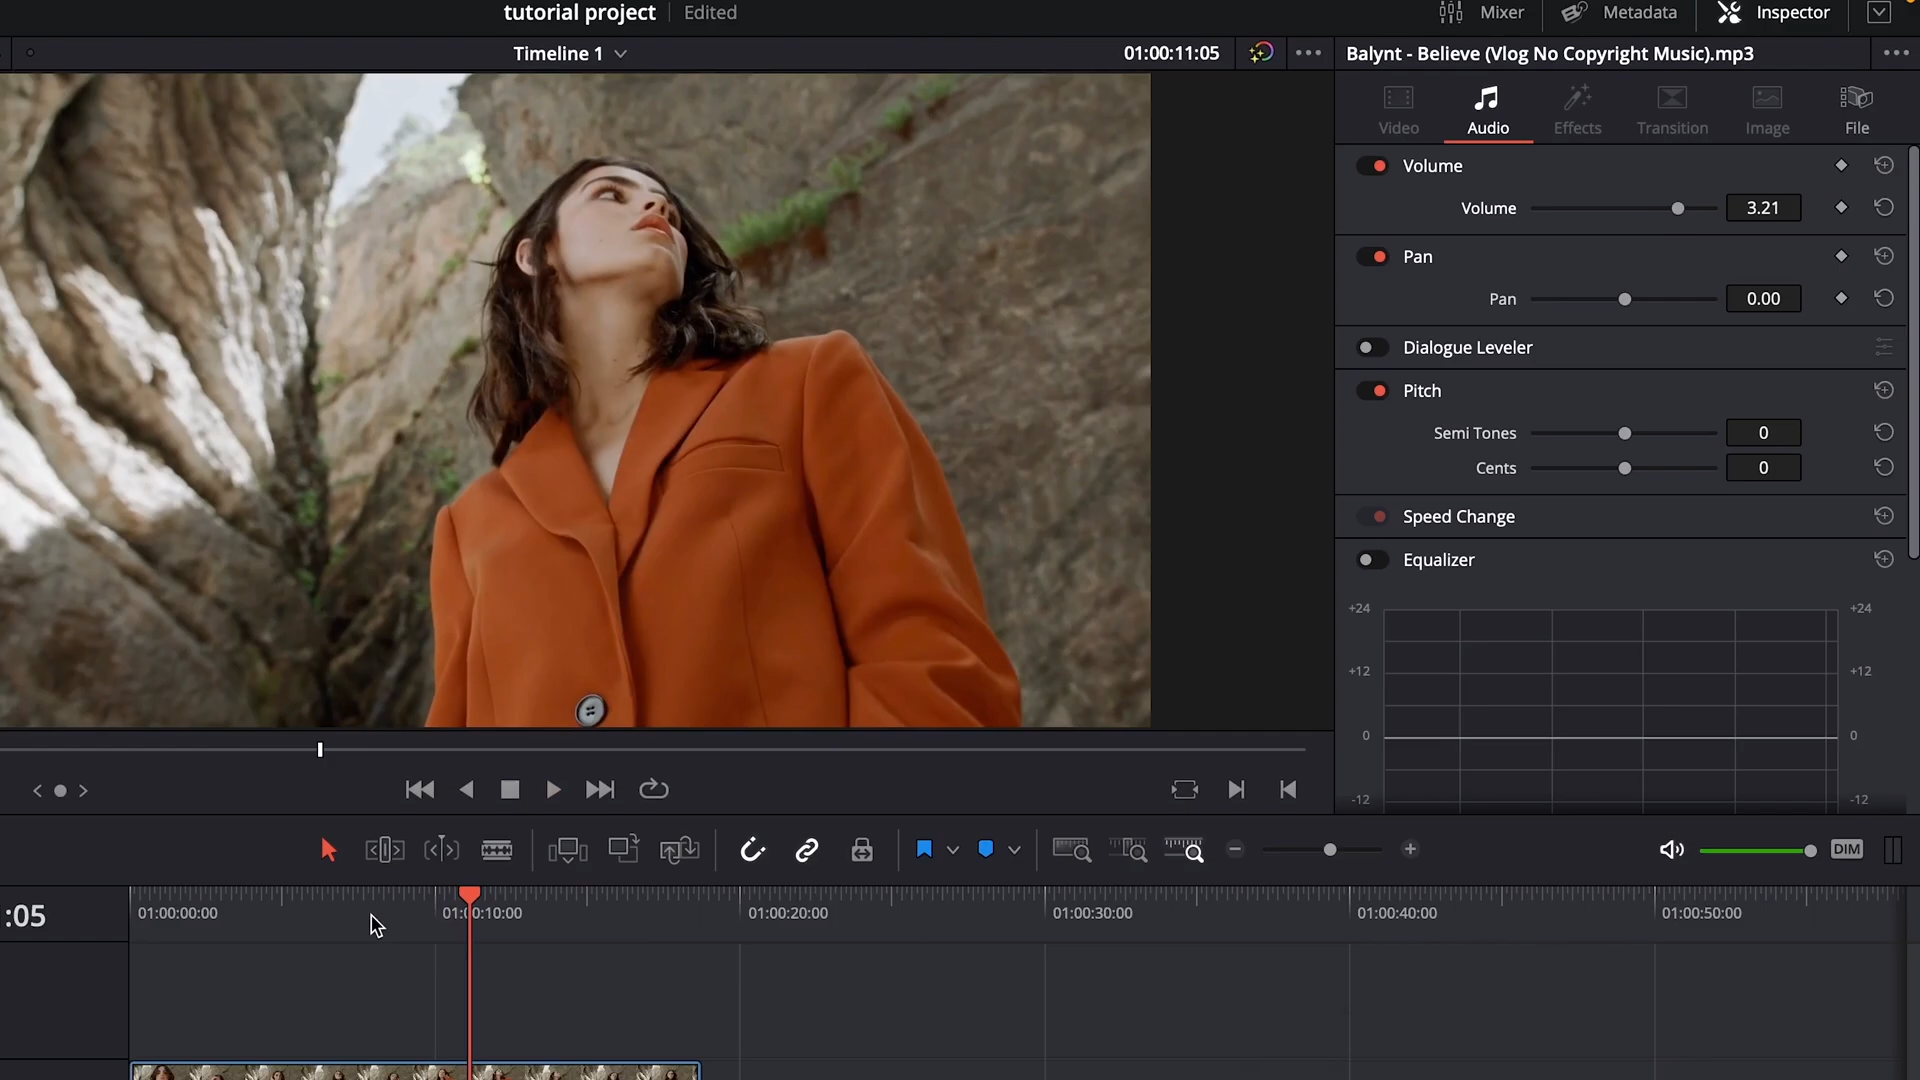 tutorial project Edited Mixer Metadata Inspector
Timeline 1 01:00:11:05 Balynt - Believe (Vlog No Copyright Music).mp3
Video Audio Effects Transition Image File
Volume
Volume 3.21
Pan
Pan 0.00
Dialogue Leveler
Pitch
Semi Tones 0
Cents 0
Speed Change
Equalizer
+24 +24
+12 +12
0 0
-12 -12
DIM
:05 01:00:00:00 01:00:10:00 01:00:20:00 01:00:30:00 01:00:40:00 01:00:50:00